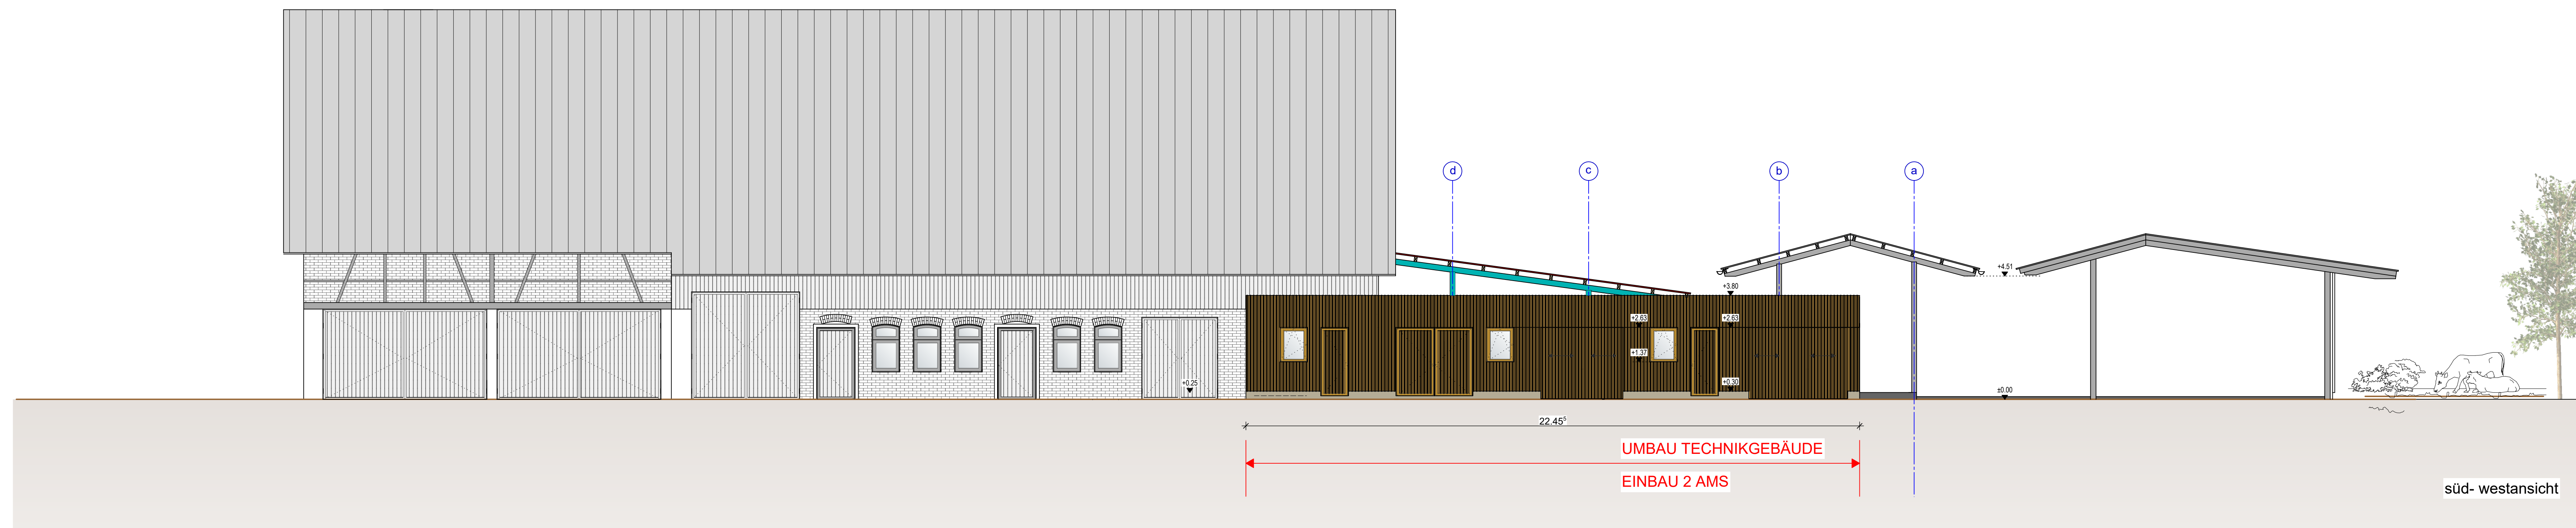 d
c
b
a
+4.51
+3.80
+2.63
+2.63
+1.37
+0.30
+0.25
±0.00
22.45⁵
UMBAU TECHNIKGEBÄUDE
EINBAU 2 AMS
süd- westansicht